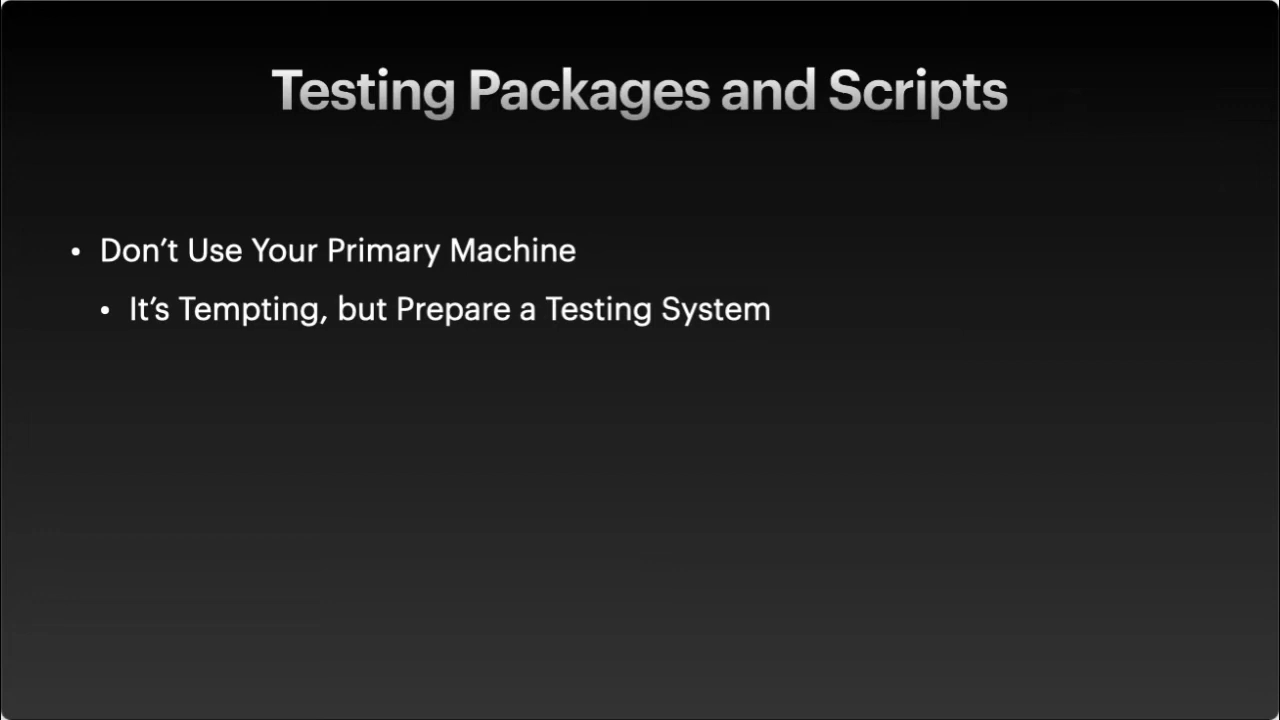 Testing Packages and Scripts
• Don’t Use Your Primary Machine
• It’s Tempting, but Prepare a Testing System